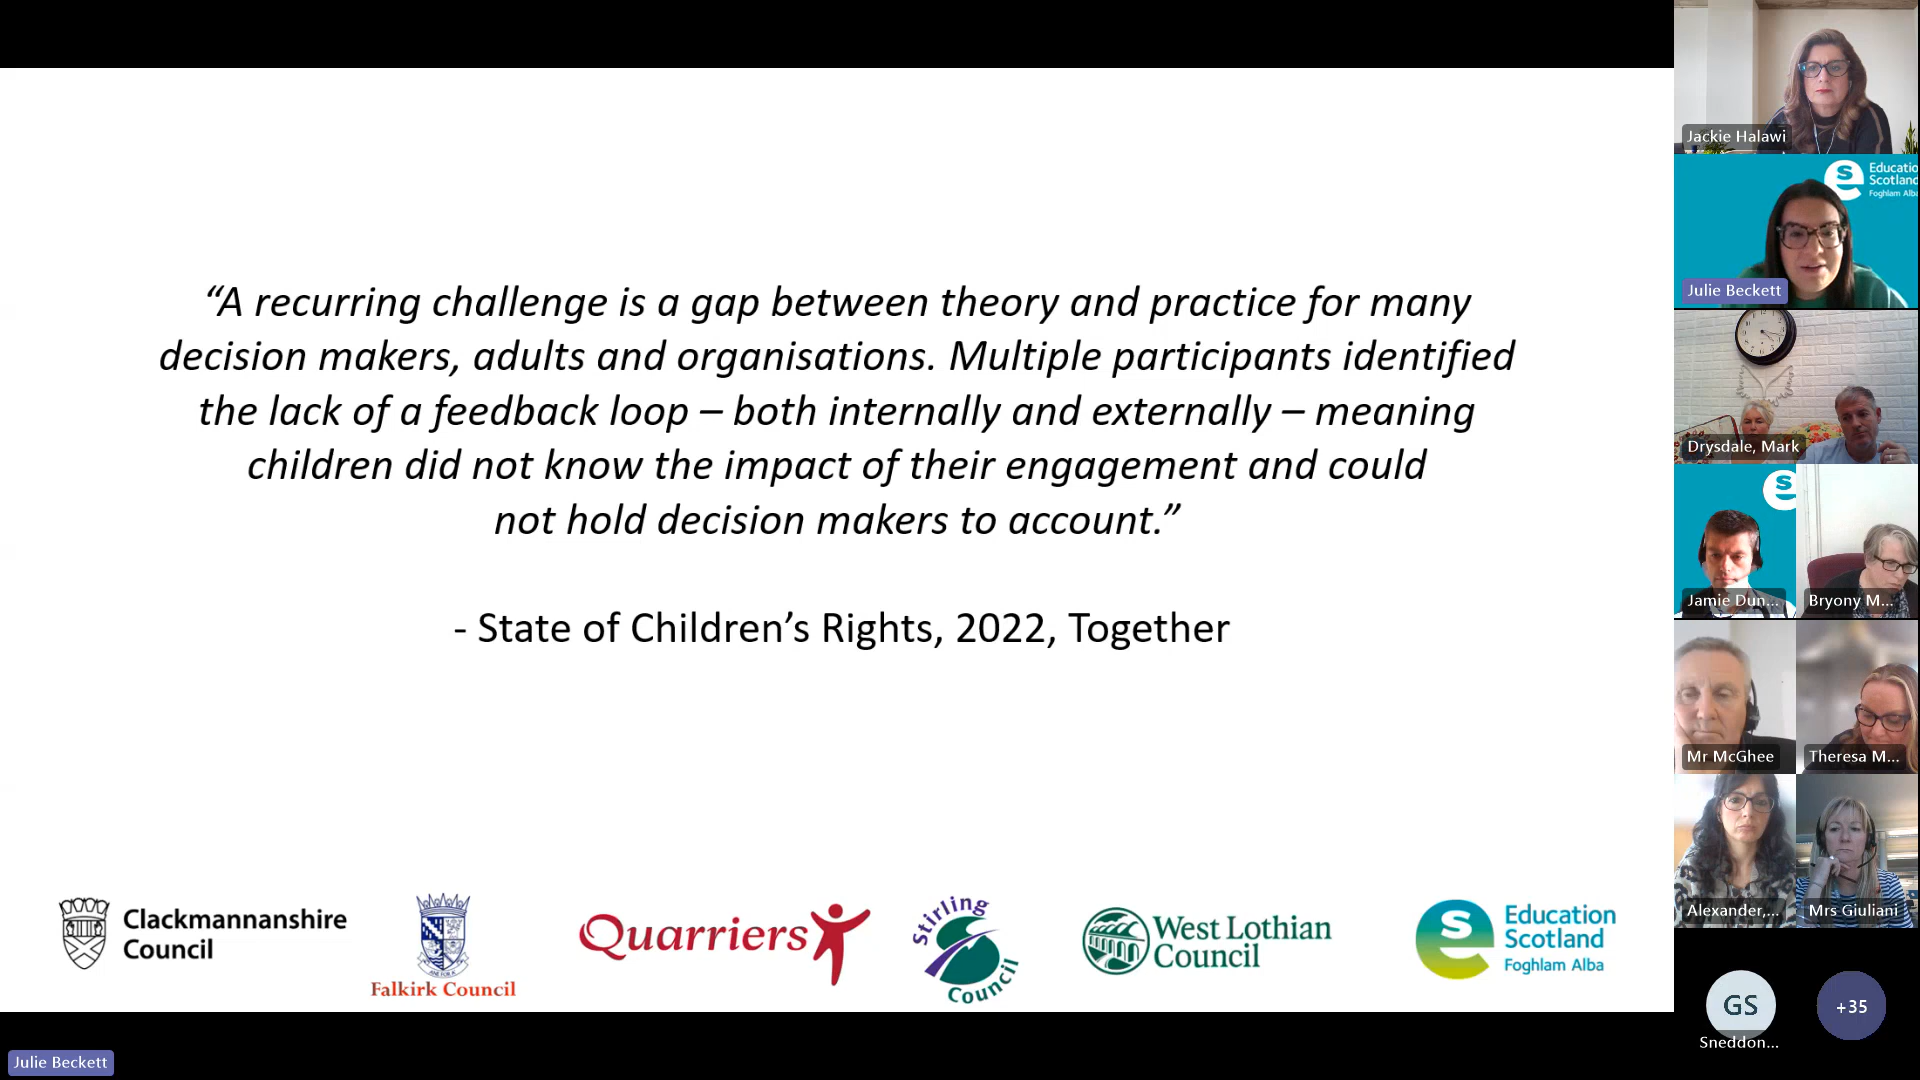 “A recurring challenge is a gap between theory and practice for many
decision makers, adults and organisations. Multiple participants identified
the lack of a feedback loop – both internally and externally – meaning
children did not know the impact of their engagement and could
not hold decision makers to account.”
- State of Children’s Rights, 2022, Together
Clackmannanshire
Council
Falkirk Council
Quarriers
Stirling
Council
West Lothian
Council
Education
Scotland
Foghlam Alba
Julie Beckett
Jackie Halawi
Educatio
Scotland
Foghlam Alba
Julie Beckett
Drysdale, Mark
Jamie Dun...
Bryony M...
Mr McGhee
Theresa M...
Alexander,...
Mrs Giuliani
GS
Sneddon...
+35